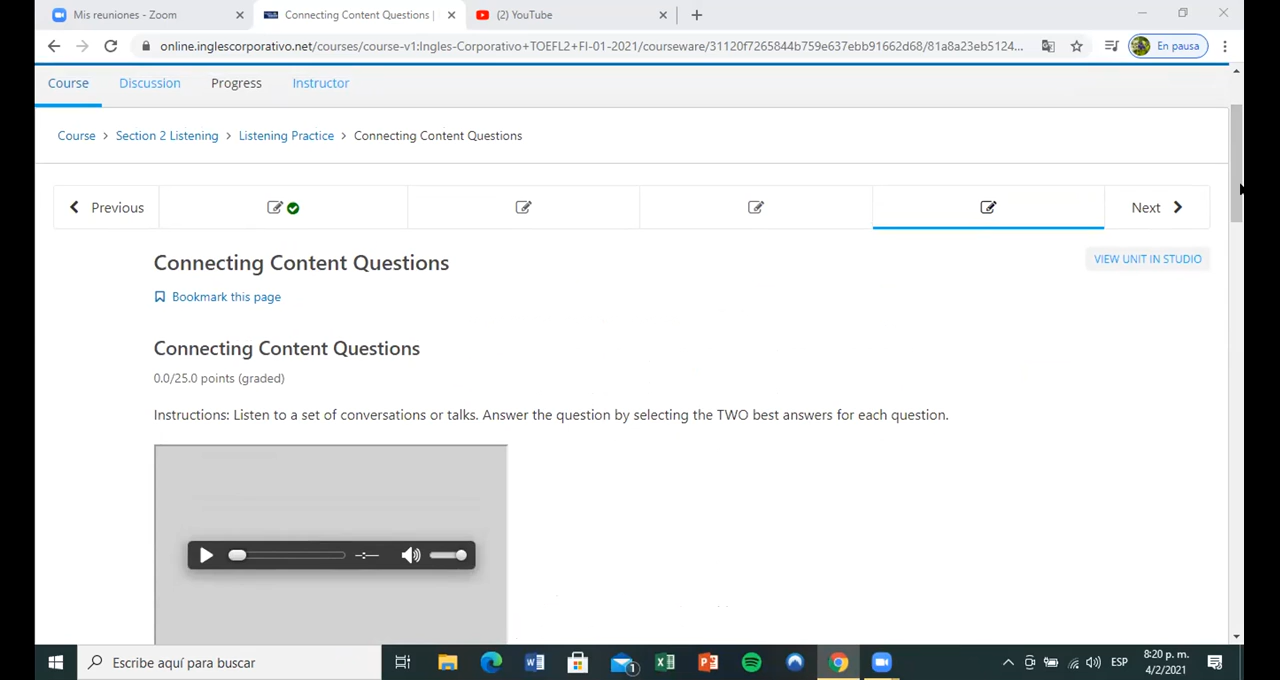 Mis reuniones - Zoom
Connecting Content Questions |
(2) YouTube
online.inglescorporativo.net/courses/course-v1:Ingles-Corporativo+TOEFL2+FI-01-2021/courseware/31120f7265844b759e637ebb91662d68/81a8a23eb5124...
En pausa
Course Discussion Progress Instructor
Course > Section 2 Listening > Listening Practice > Connecting Content Questions
Previous
Next
Connecting Content Questions
VIEW UNIT IN STUDIO
Bookmark this page
Connecting Content Questions
0.0/25.0 points (graded)
Instructions: Listen to a set of conversations or talks. Answer the question by selecting the TWO best answers for each question.
-:--
Escribe aquí para buscar
1
ESP
8:20 p. m.
4/2/2021